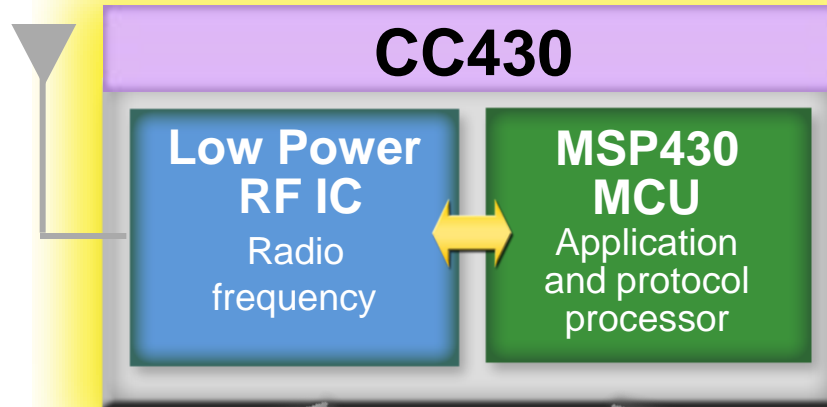 CC430
Low Power
RF IC
Radio
frequency
MSP430
MCU
Application
and protocol
processor